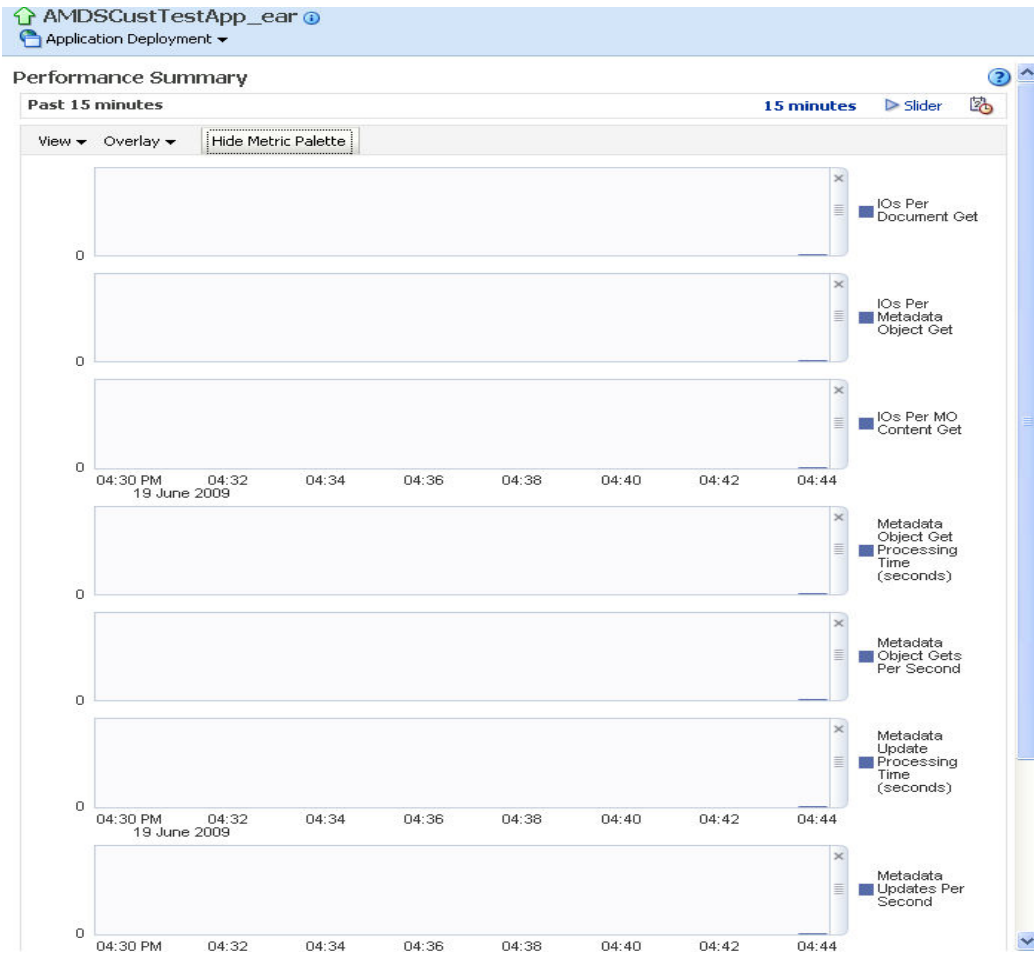 AMDSCustTestApp_ear
Application Deployment
Performance Summary
Past 15 minutes
15 minutes
Slider
View
Overlay
Hide Metric Palette
0
IOs Per
Document Get
0
IOs Per
Metadata
Object Get
0
IOs Per MO
Content Get
04:30 PM 04:32 04:34 04:36 04:38 04:40 04:42 04:44
19 June 2009
0
Metadata
Object Get
Processing
Time
(seconds)
0
Metadata
Object Gets
Per Second
0
Metadata
Update
Processing
Time
(seconds)
04:30 PM 04:32 04:34 04:36 04:38 04:40 04:42 04:44
19 June 2009
0
Metadata
Updates Per
Second
04:30 PM 04:32 04:34 04:36 04:38 04:40 04:42 04:44